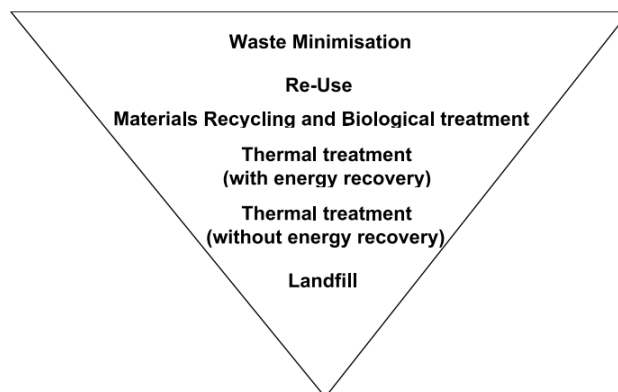 Waste Minimisation
Re-Use
Materials Recycling and Biological treatment
Thermal treatment
(with energy recovery)
Thermal treatment
(without energy recovery)
Landfill